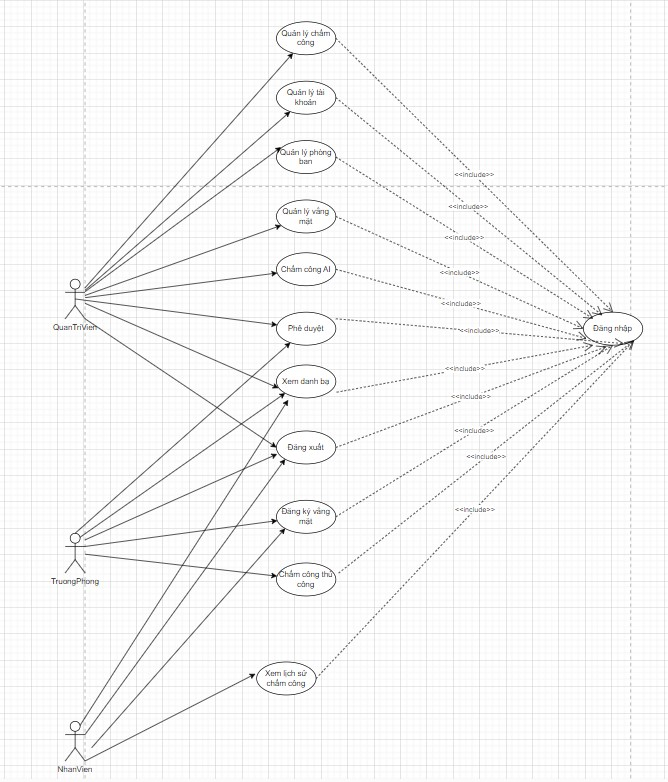 Quản lý chấm
công
Quản lý tài
khoản
Quản lý phòng
ban
<<include>>
<<include>>
Quản lý vắng
mặt
<<include>>
Chấm công AI
<<include>>
<<include>>
QuanTriVien
Phê duyệt
<<include>>
Đăng nhập
Xem danh bạ
<<include>>
<<include>>
Đăng xuất
<<include>>
<<include>>
Đăng ký vắng
mặt
<<include>>
TruongPhong
Chấm công thủ
công
Xem lịch sử
chấm công
NhanVien